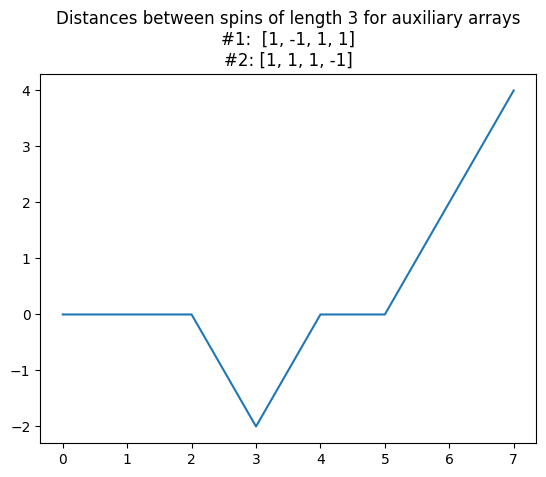 Distances between spins of length 3 for auxiliary arrays
#1:  [1, -1, 1, 1]
#2: [1, 1, 1, -1]
4
3
2
1
0
−1
−2
0 1 2 3 4 5 6 7